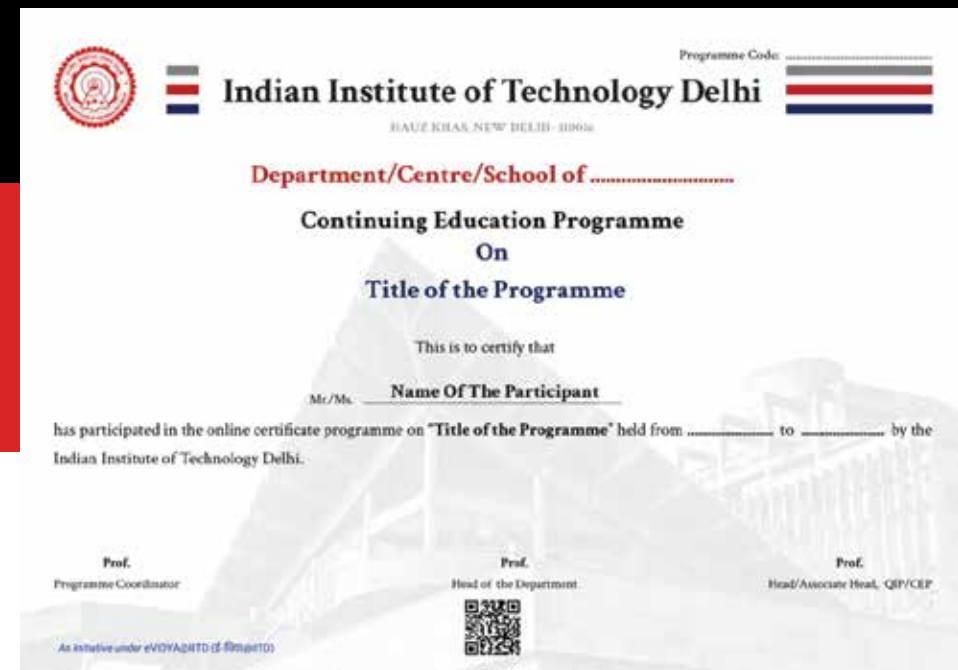 Programme Code: ........................
Indian Institute of Technology Delhi
HAUZ KHAS, NEW DELHI- 110016
Department/Centre/School of ............................
Continuing Education Programme
On
Title of the Programme
This is to certify that
Mr./Ms. Name Of The Participant
has participated in the online certificate programme on "Title of the Programme" held from .................. to .................. by the
Indian Institute of Technology Delhi.
Prof. Prof. Prof.
Programme Coordinator Head of the Department Head/Associate Head, QIP/CEP
An initiative under eVIDYA@IITD